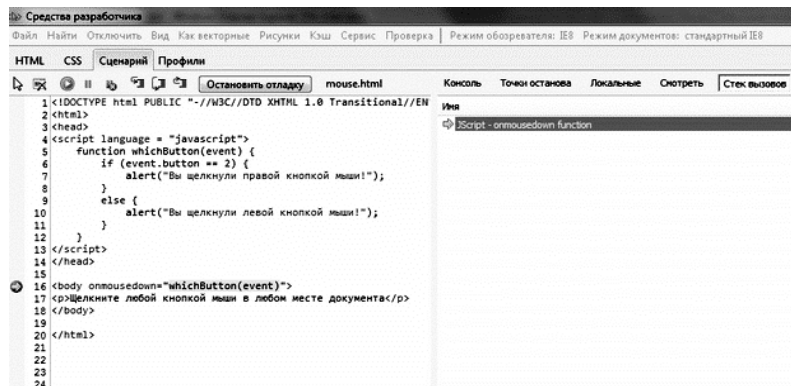 Средства разработчика
Файл Найти Отключить Вид Как векторные Рисунки Кэш Сервис Проверка | Режим обозревателя: IE8 Режим документов: стандартный IE8
HTML CSS Сценарий Профили
Остановить отладку mouse.html Консоль Точки останова Локальные Смотреть Стек вызовов
Имя
JScript - onmousedown function
1 <!DOCTYPE html PUBLIC "-//W3C//DTD XHTML 1.0 Transitional//EN
2 <html>
3 <head>
4 <script language = "javascript">
5 function whichButton(event) {
6 if (event.button == 2) {
7 alert("Вы щелкнули правой кнопкой мыши!");
8 }
9 else {
10 alert("Вы щелкнули левой кнопкой мыши!");
11 }
12 }
13 </script>
14 </head>
15
16 <body onmousedown="whichButton(event)">
17 <p>Щелкните любой кнопкой мыши в любом месте документа</p>
18 </body>
19
20 </html>
21
22
23
24